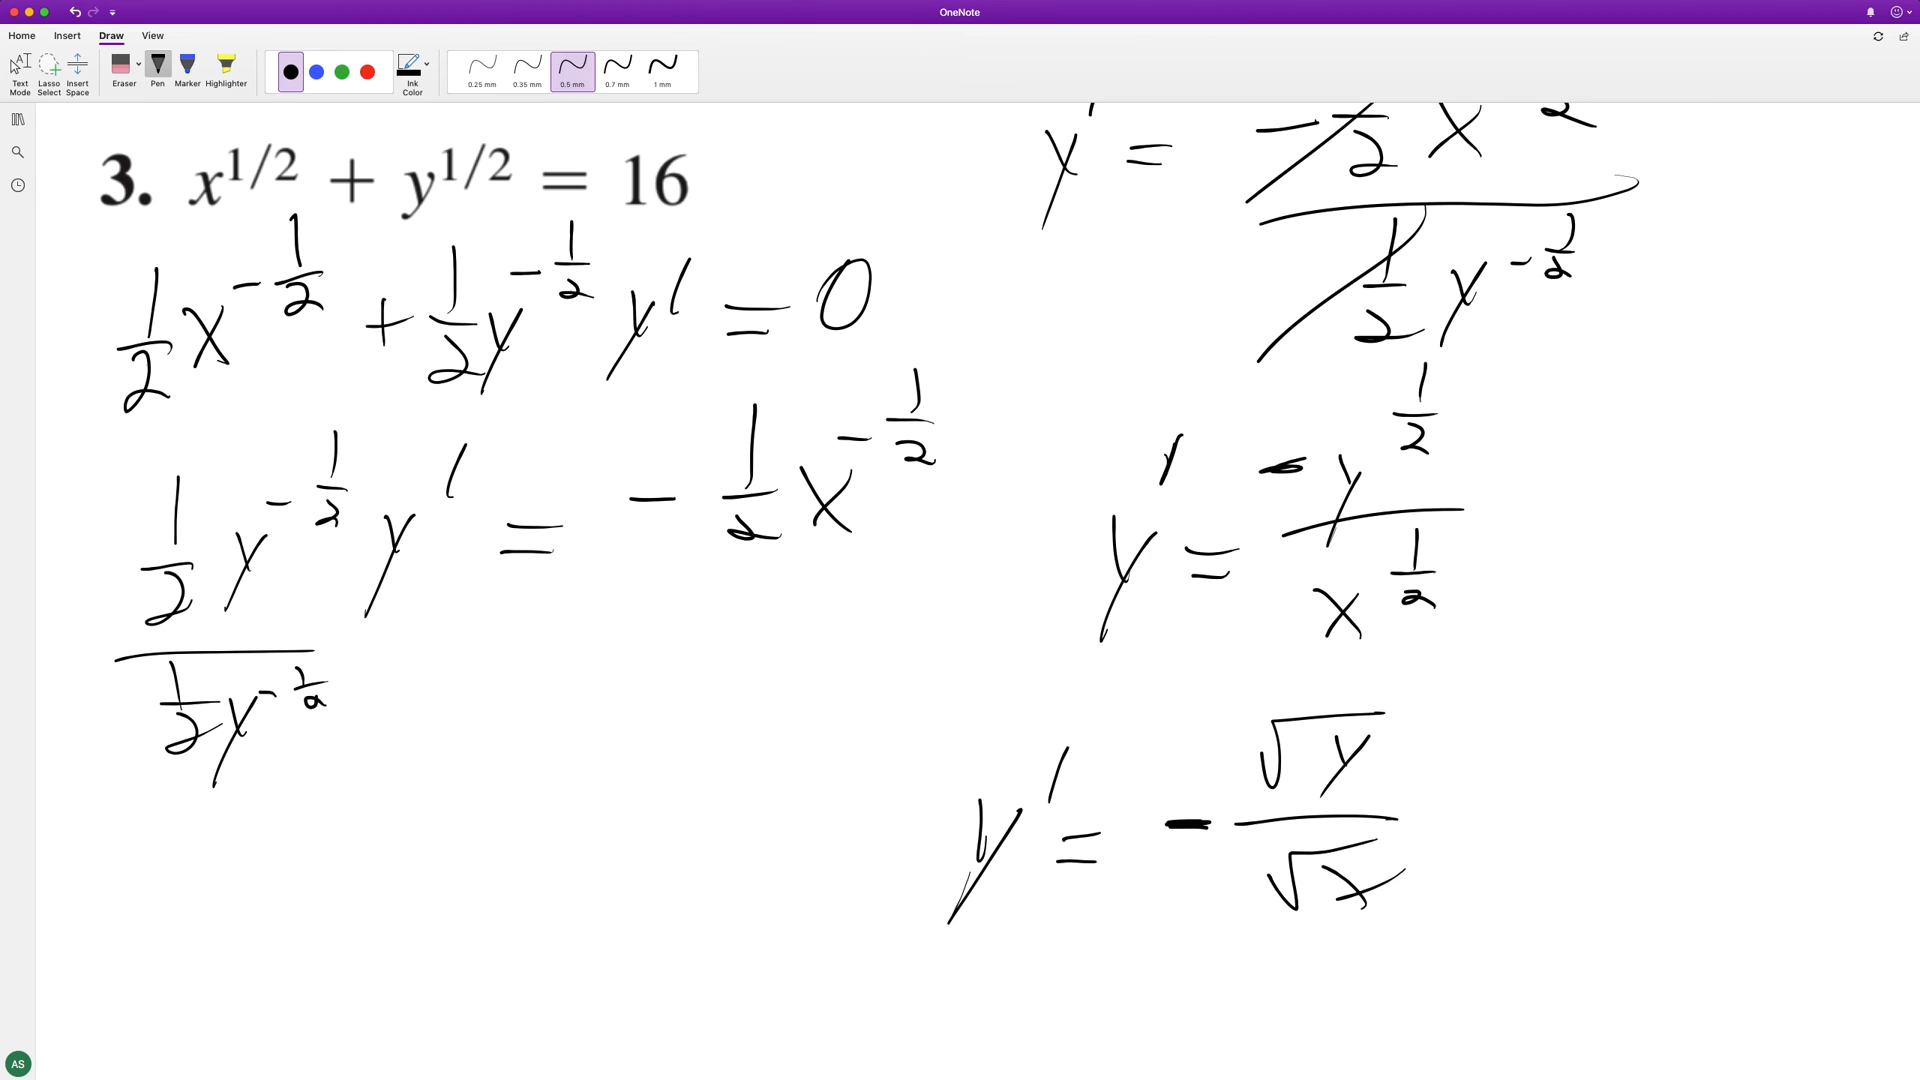 OneNote
Home Insert Draw View
Text Mode Lasso Select Insert Space Eraser Pen Marker Highlighter Ink Color 0.25 mm 0.35 mm 0.5 mm 0.7 mm 1 mm
3. x^{1/2} + y^{1/2} = 16
1/2 x^{-1/2} + 1/2 y^{-1/2} y' = 0
1/2 y^{-1/2} y' = - 1/2 x^{-1/2}
1/2 y^{-1/2}
y' = - 1/2 x 2
1/2 y^{-1/2}
y' = -y^{1/2} / x^{1/2}
y' = - √y / √x
AS